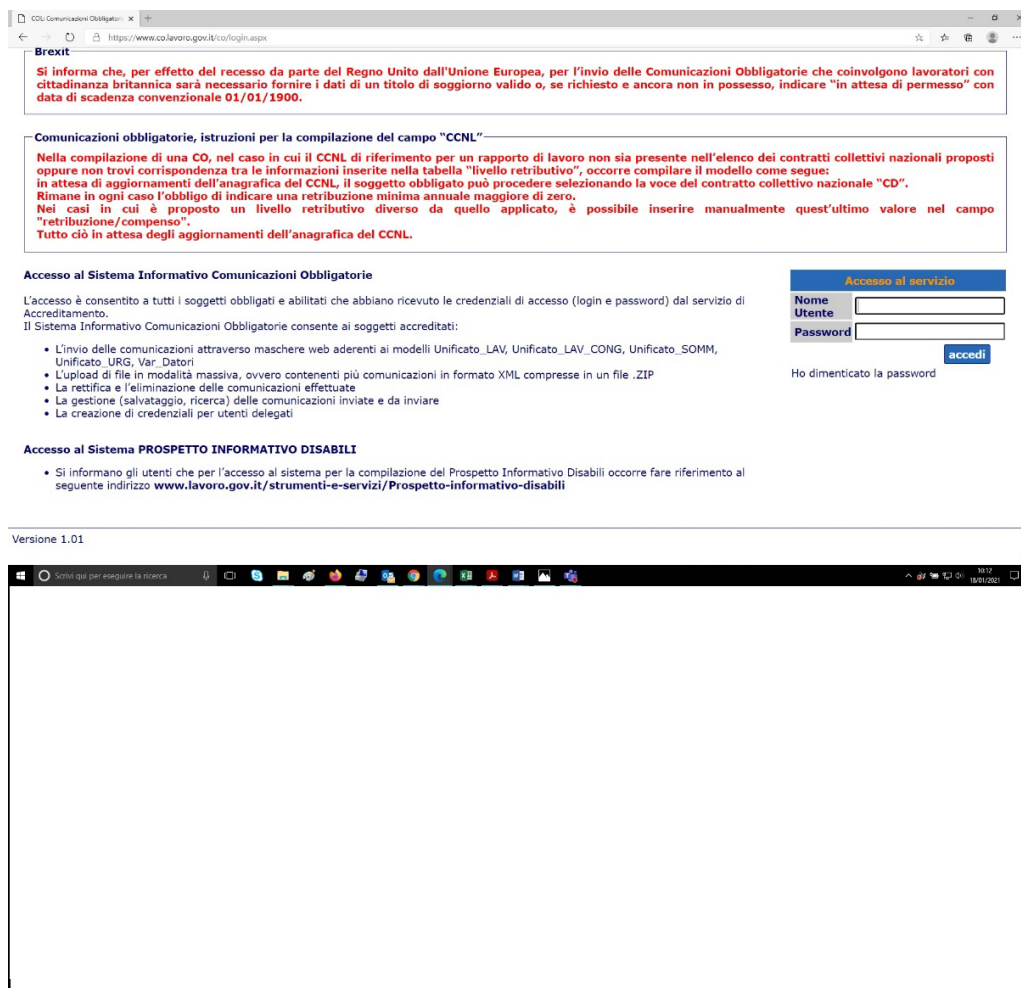 COL: Comunicazioni Obbligatori
https://www.co.lavoro.gov.it/co/login.aspx
Brexit
Si informa che, per effetto del recesso da parte del Regno Unito dall'Unione Europea, per l'invio delle Comunicazioni Obbligatorie che coinvolgono lavoratori con
cittadinanza britannica sarà necessario fornire i dati di un titolo di soggiorno valido o, se richiesto e ancora non in possesso, indicare “in attesa di permesso” con
data di scadenza convenzionale 01/01/1900.
Comunicazioni obbligatorie, istruzioni per la compilazione del campo “CCNL”
Nella compilazione di una CO, nel caso in cui il CCNL di riferimento per un rapporto di lavoro non sia presente nell’elenco dei contratti collettivi nazionali proposti
oppure non trovi corrispondenza tra le informazioni inserite nella tabella “livello retributivo”, occorre compilare il modello come segue:
in attesa di aggiornamenti dell’anagrafica del CCNL, il soggetto obbligato può procedere selezionando la voce del contratto collettivo nazionale “CD”.
Rimane in ogni caso l’obbligo di indicare una retribuzione minima annuale maggiore di zero.
Nei casi in cui è proposto un livello retributivo diverso da quello applicato, è possibile inserire manualmente quest’ultimo valore nel campo
"retribuzione/compenso".
Tutto ciò in attesa degli aggiornamenti dell’anagrafica del CCNL.
Accesso al Sistema Informativo Comunicazioni Obbligatorie
L’accesso è consentito a tutti i soggetti obbligati e abilitati che abbiano ricevuto le credenziali di accesso (login e password) dal servizio di
Accreditamento.
Il Sistema Informativo Comunicazioni Obbligatorie consente ai soggetti accreditati:
• L’invio delle comunicazioni attraverso maschere web aderenti ai modelli Unificato_LAV, Unificato_LAV_CONG, Unificato_SOMM,
Unificato_URG, Var_Datori
• L’upload di file in modalità massiva, ovvero contenenti più comunicazioni in formato XML compresse in un file .ZIP
• La rettifica e l’eliminazione delle comunicazioni effettuate
• La gestione (salvataggio, ricerca) delle comunicazioni inviate e da inviare
• La creazione di credenziali per utenti delegati
Accesso al servizio
Nome
Utente
Password
accedi
Ho dimenticato la password
Accesso al Sistema PROSPETTO INFORMATIVO DISABILI
• Si informano gli utenti che per l’accesso al sistema per la compilazione del Prospetto Informativo Disabili occorre fare riferimento al
seguente indirizzo www.lavoro.gov.it/strumenti-e-servizi/Prospetto-informativo-disabili
Versione 1.01
Scrivi qui per eseguire la ricerca
10:12
18/01/2021